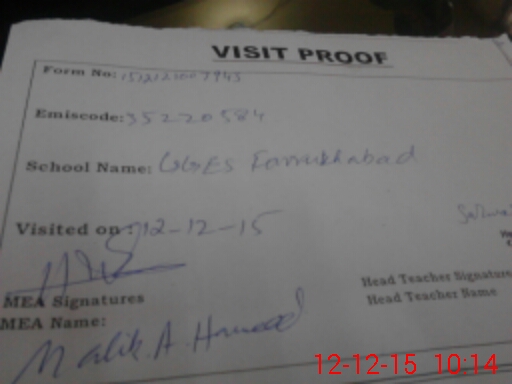 VISIT PROOF
Form No:
Emiscode: 35220584
School Name: GGES Farrukhabad
Visited on : 12-12-15
MEA Signatures
Head Teacher Signature
MEA Name:
Head Teacher Name
Malik. A. Hameed
12-12-15 10:14